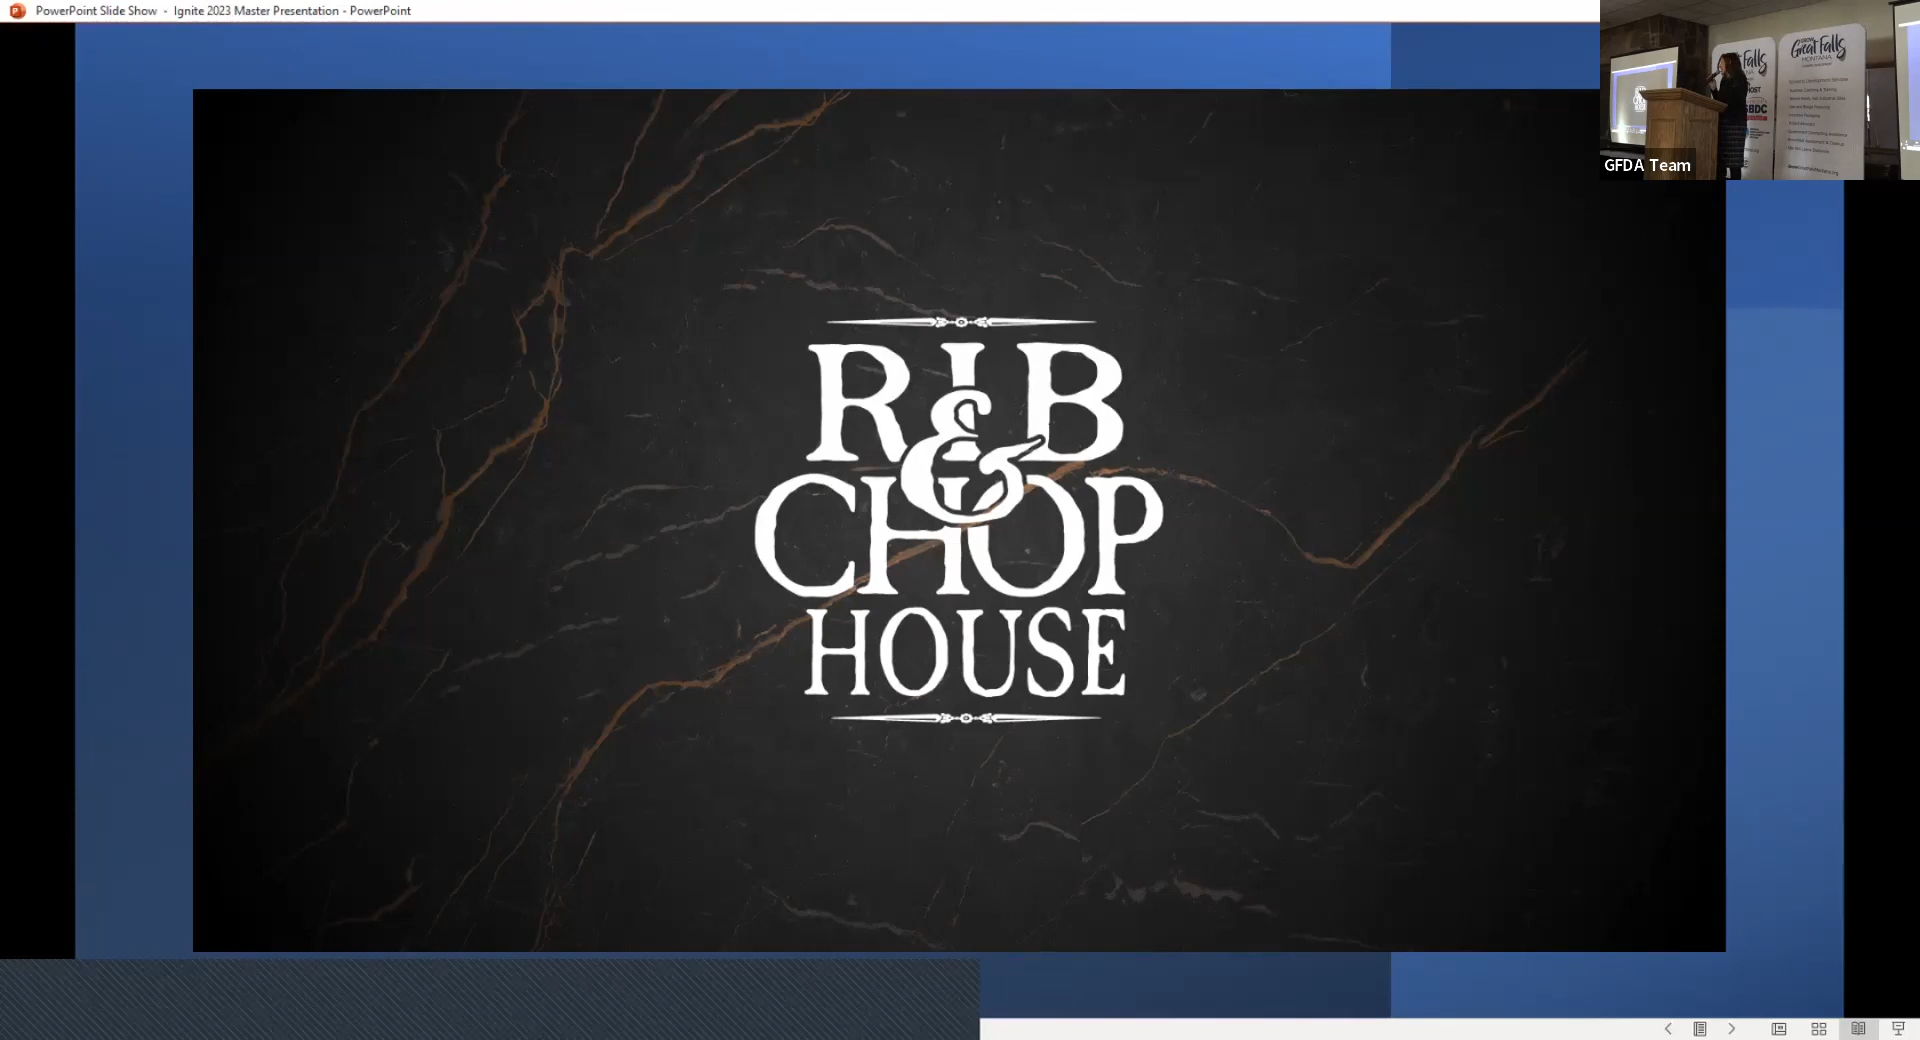 PowerPoint Slide Show - Ignite 2023 Master Presentation - PowerPoint
RIB
&
CHOP
HOUSE
Great Falls
MONTANA
SBDC
GFDA Team